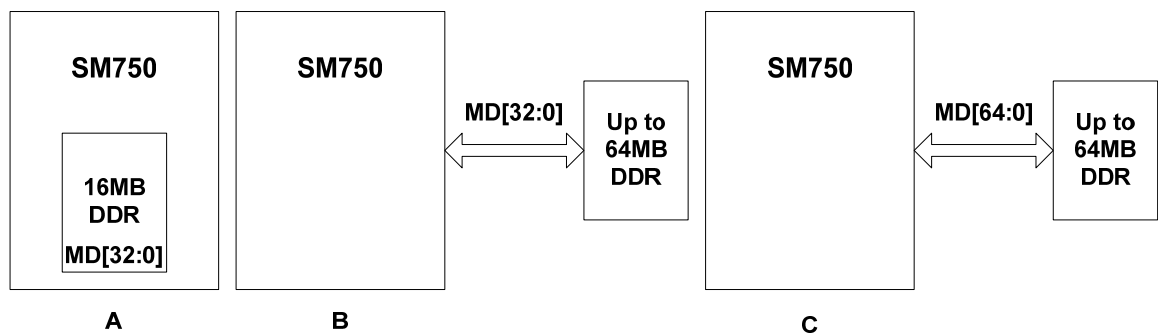 SM750
16MB
DDR
MD[32:0]
A
SM750
MD[32:0]
Up to
64MB
DDR
B
SM750
MD[64:0]
Up to
64MB
DDR
C